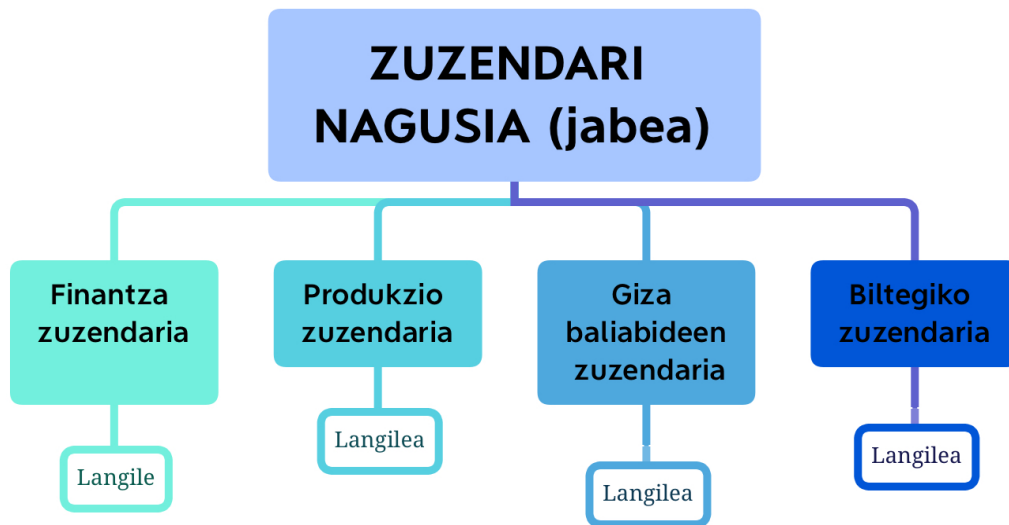 ZUZENDARI
NAGUSIA (jabea)
Finantza
zuzendaria
Produkzio
zuzendaria
Giza
baliabideen
zuzendaria
Biltegiko
zuzendaria
Langile
Langilea
Langilea
Langilea